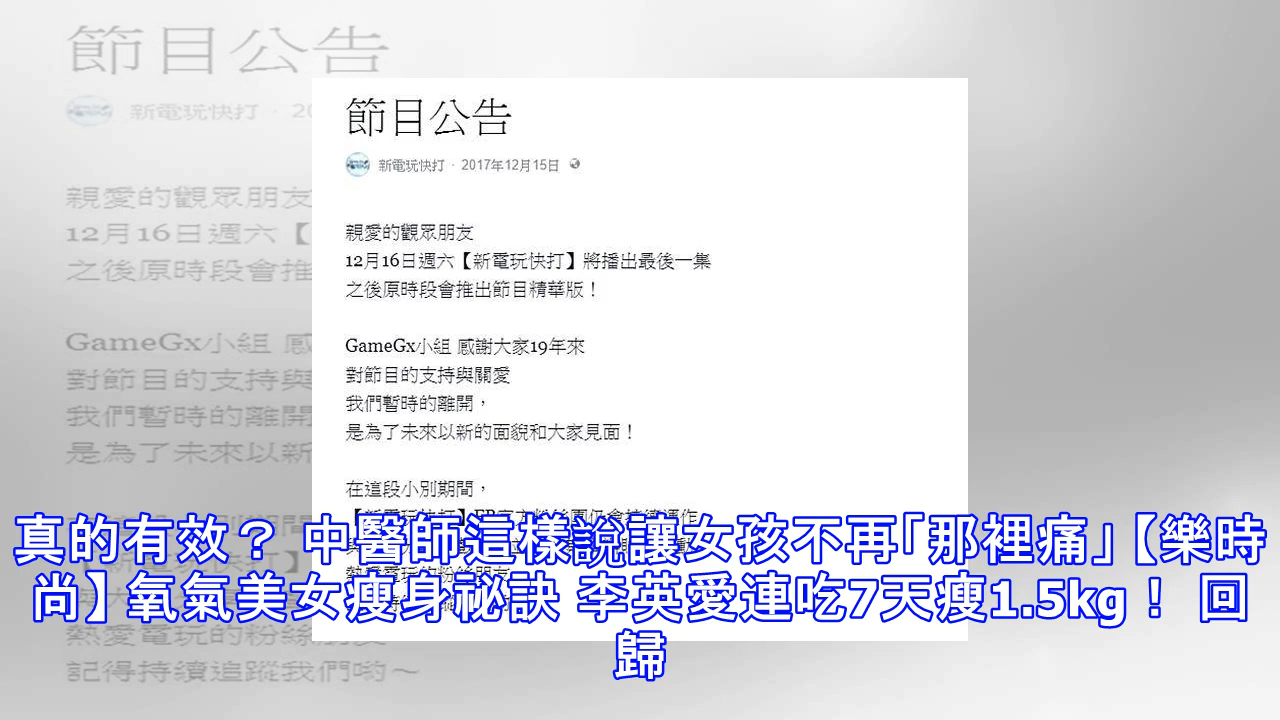 節目公告
新電玩快打 · 2017年12月15日
親愛的觀眾朋友
12月16日週六【新電玩快打】將播出最後一集
之後原時段會推出節目精華版！
GameGx小組 感謝大家19年來
對節目的支持與關愛
我們暫時的離開，
是為了未來以新的面貌和大家見面！
在這段小別期間，
真的有效？ 中醫師這樣說讓女孩不再「那裡痛」【樂時
尚】氧氣美女瘦身祕訣 李英愛連吃7天瘦1.5kg！ 回
歸
熱愛電玩的粉絲朋友
記得持續追蹤我們喲～